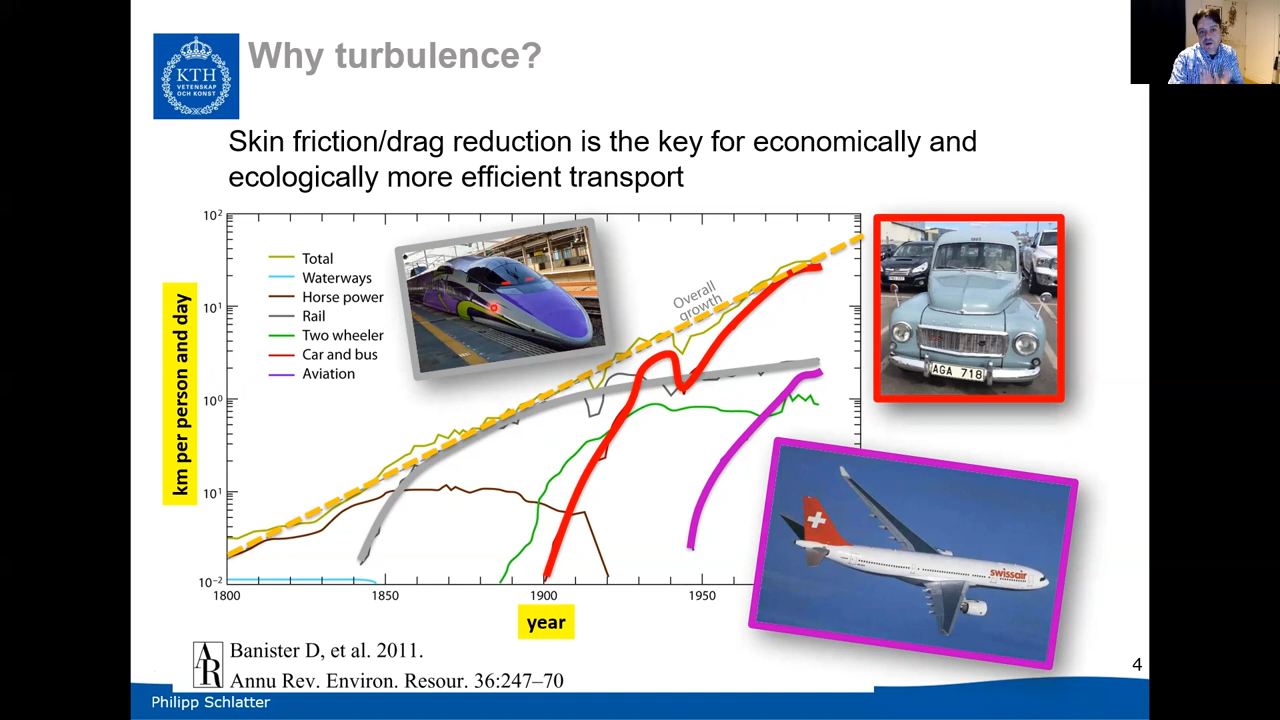 Why turbulence?
KTH
VETENSKAP
OCH KONST
Skin friction/drag reduction is the key for economically and
ecologically more efficient transport
km per person and day
10²
10¹
10⁰
10¹
10⁻²
Total
Waterways
Horse power
Rail
Two wheeler
Car and bus
Aviation
Overall
growth
AGA 718
swissair
1800
1850
1900
1950
year
AR
Banister D, et al. 2011.
Annu Rev. Environ. Resour. 36:247–70
4
Philipp Schlatter